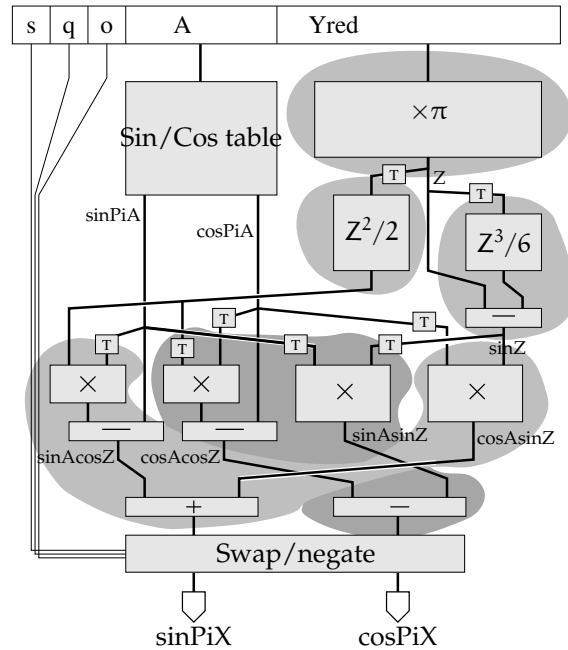 s q o A Yred
Sin/Cos table
×π
T
Z
T
sinPiA
cosPiA
Z²/2
Z³/6
—
T
T
sinZ
T
T
T
T
×
×
×
×
—
—
sinAcosZ
cosAcosZ
sinAsinZ
cosAsinZ
+
—
Swap/negate
sinPiX
cosPiX